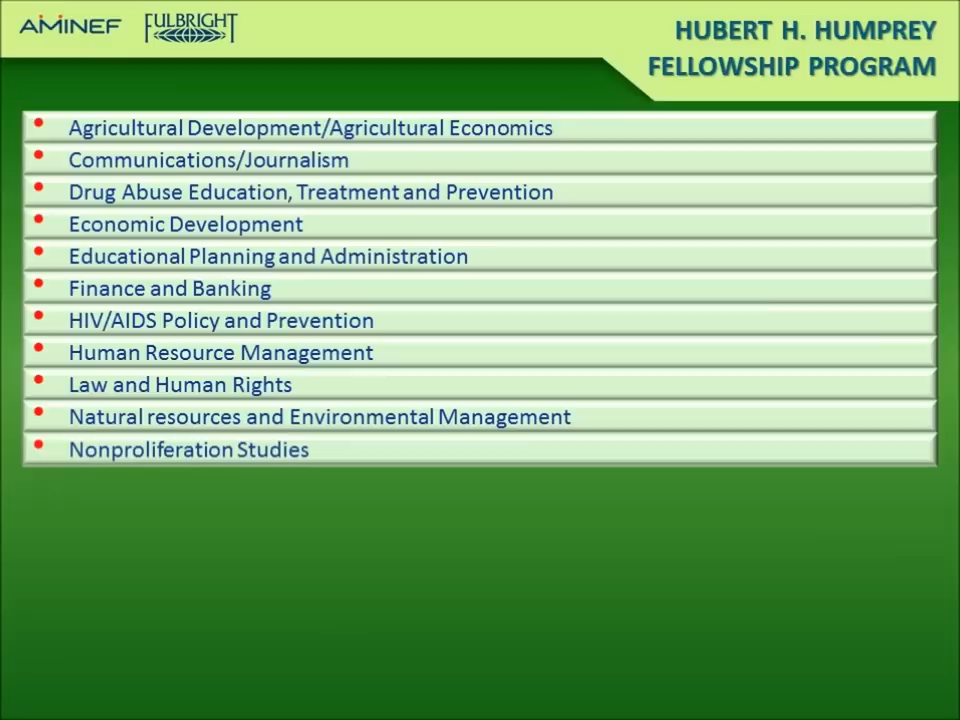 AMINEF
FULBRIGHT
HUBERT H. HUMPREY
FELLOWSHIP PROGRAM
• Agricultural Development/Agricultural Economics
• Communications/Journalism
• Drug Abuse Education, Treatment and Prevention
• Economic Development
• Educational Planning and Administration
• Finance and Banking
• HIV/AIDS Policy and Prevention
• Human Resource Management
• Law and Human Rights
• Natural resources and Environmental Management
• Nonproliferation Studies